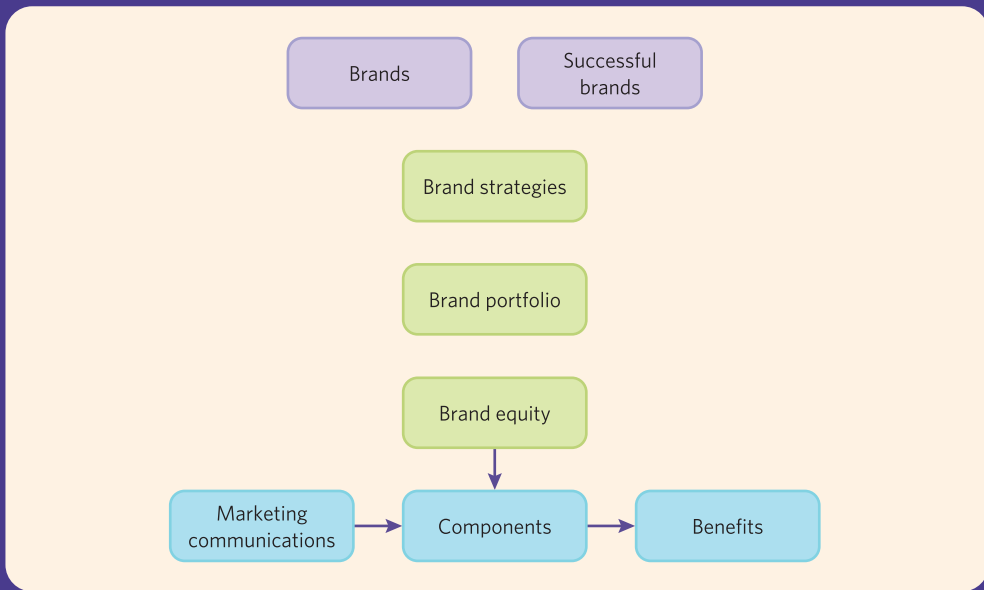 Brands
Successful
brands
Brand strategies
Brand portfolio
Brand equity
Marketing
communications
Components
Benefits